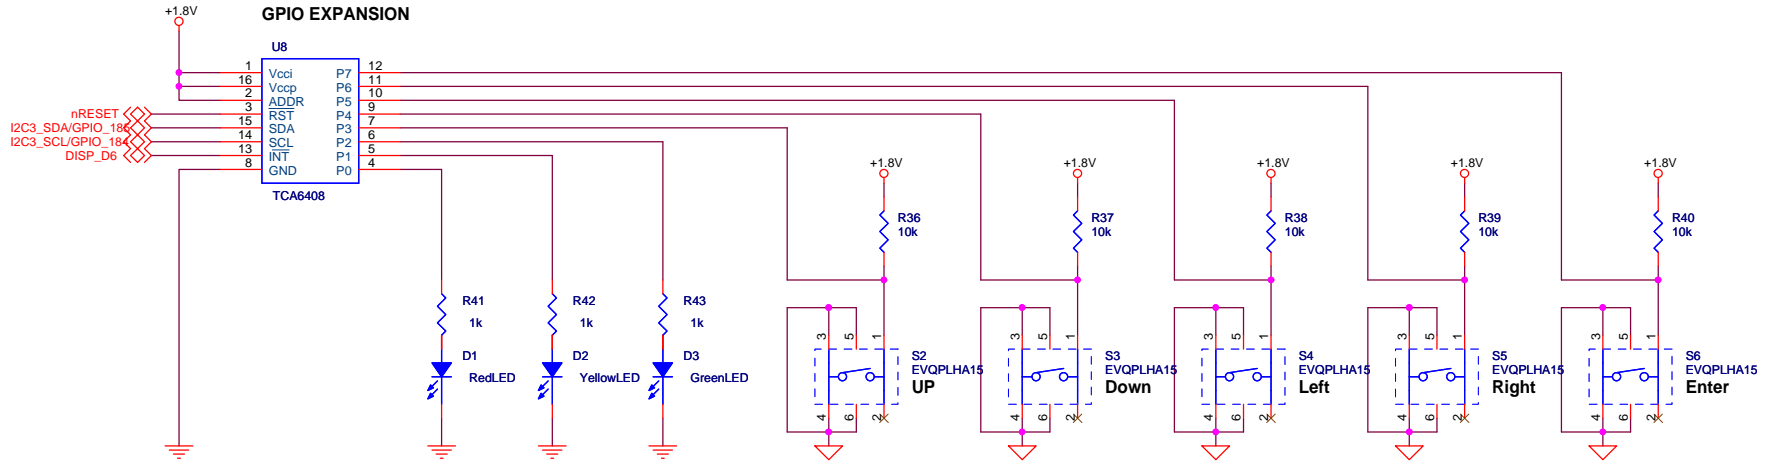 +1.8V
GPIO EXPANSION
U8
1 Vcci P7 12
16 Vccp P6 11
2 ADDR P5 10
nRESET 3 RST P4 9
I2C3_SDA/GPIO_185 15 SDA P3 7
I2C3_SCL/GPIO_184 14 SCL P2 6
DISP_D6 13 INT P1 5
8 GND P0 4
TCA6408
+1.8V +1.8V +1.8V +1.8V +1.8V
R36 R37 R38 R39 R40
10k 10k 10k 10k 10k
R41 R42 R43
1k 1k 1k
3 5 1 3 5 1 3 5 1 3 5 1 3 5 1
D1 D2 D3 S2 S3 S4 S5 S6
EVQPLHA15 EVQPLHA15 EVQPLHA15 EVQPLHA15 EVQPLHA15
RedLED YellowLED GreenLED
UP Down Left Right Enter
4 6 2 4 6 2 4 6 2 4 6 2 4 6 2